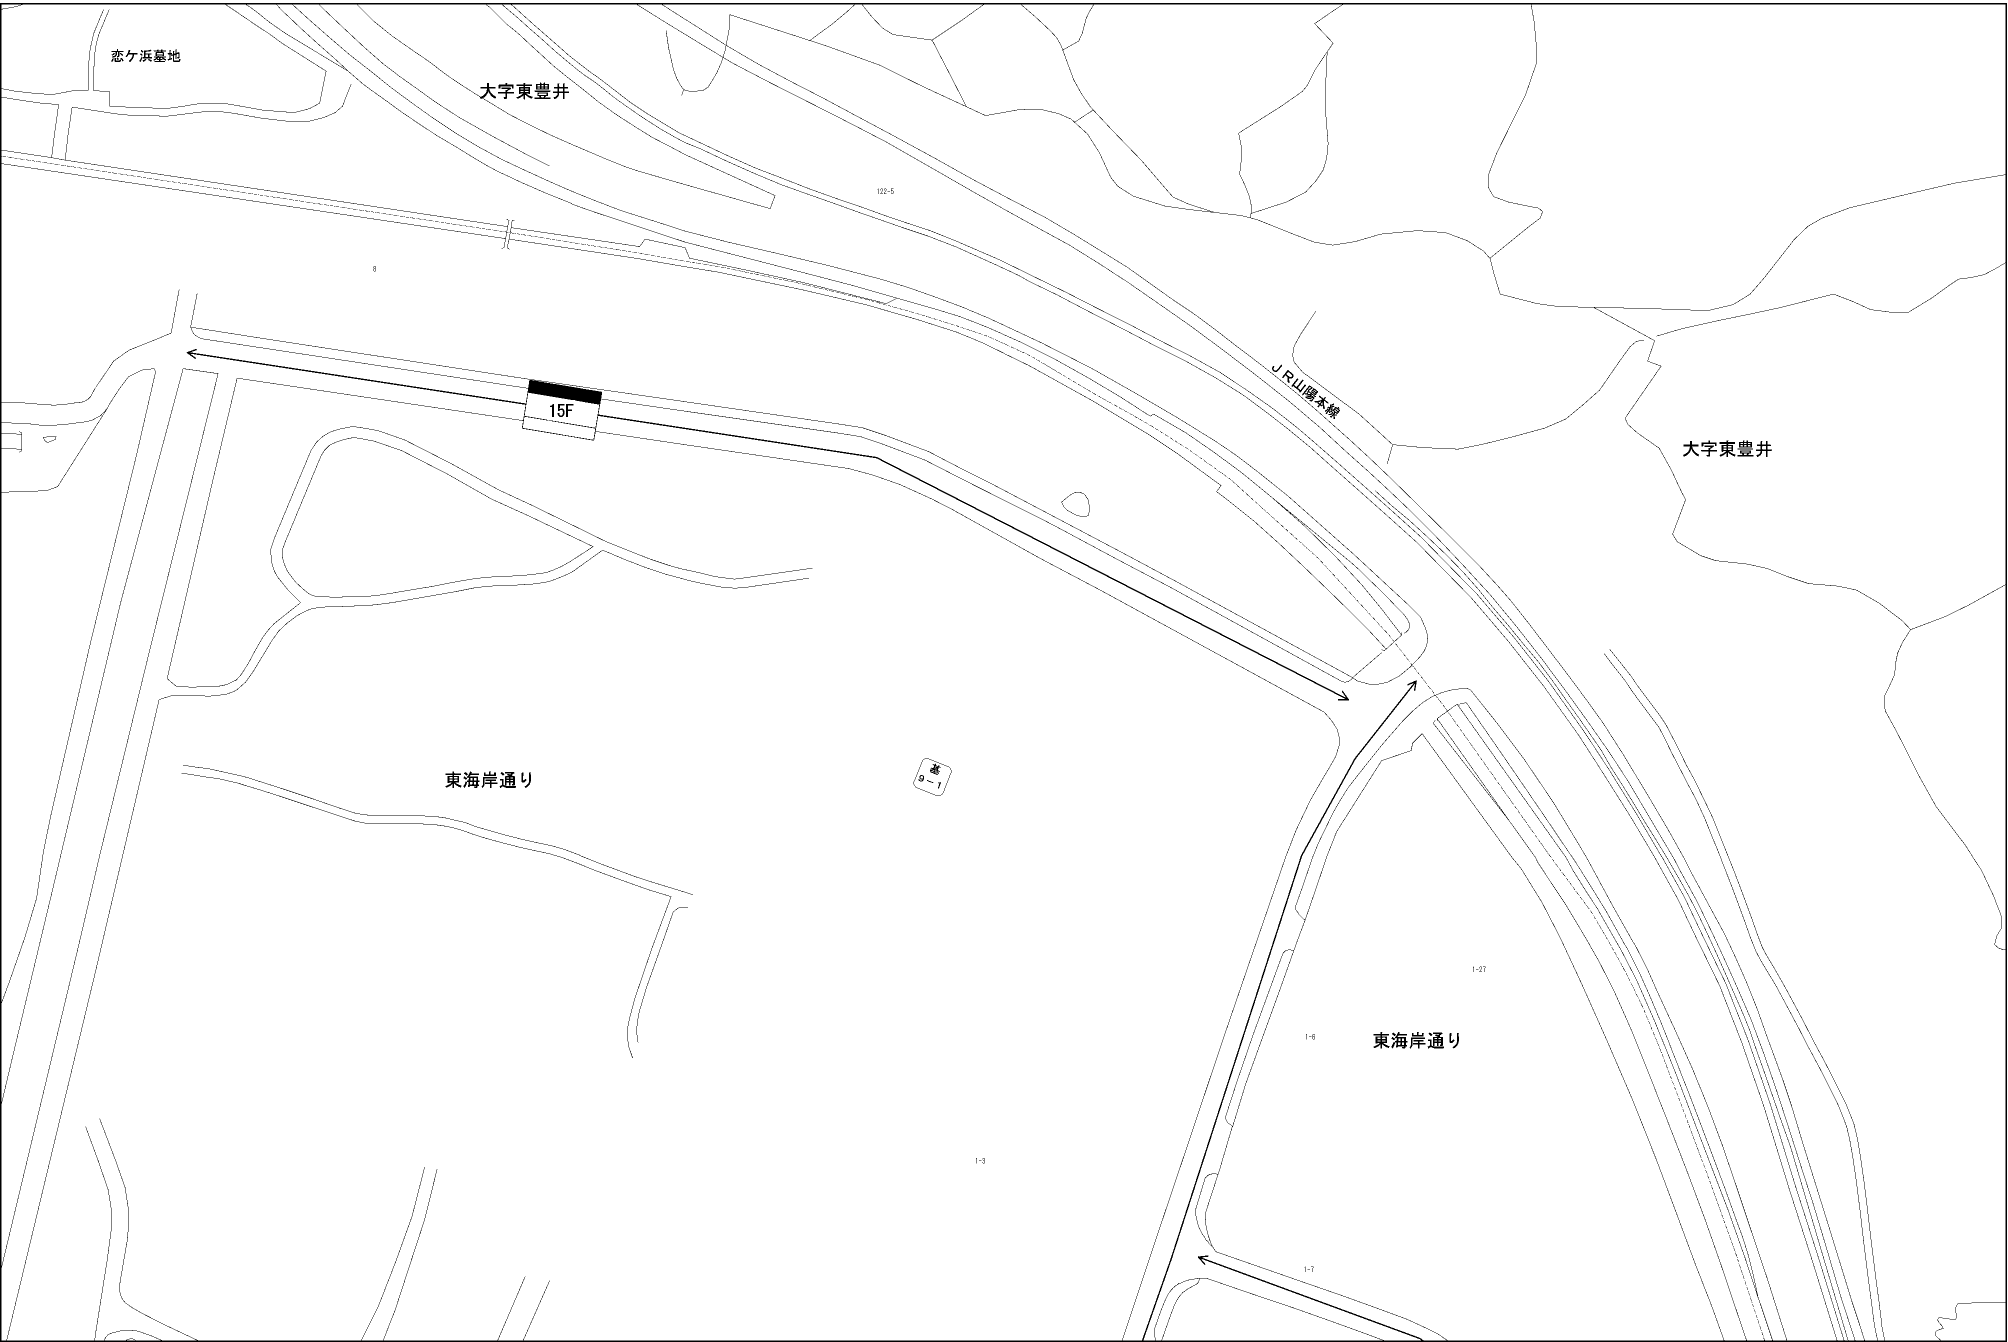 恋ケ浜墓地
大字東豊井
122-5
8
ＪＲ山陽本線
15F
大字東豊井
東海岸通り
基
9－1
1-27
1-6
東海岸通り
1-3
1-7